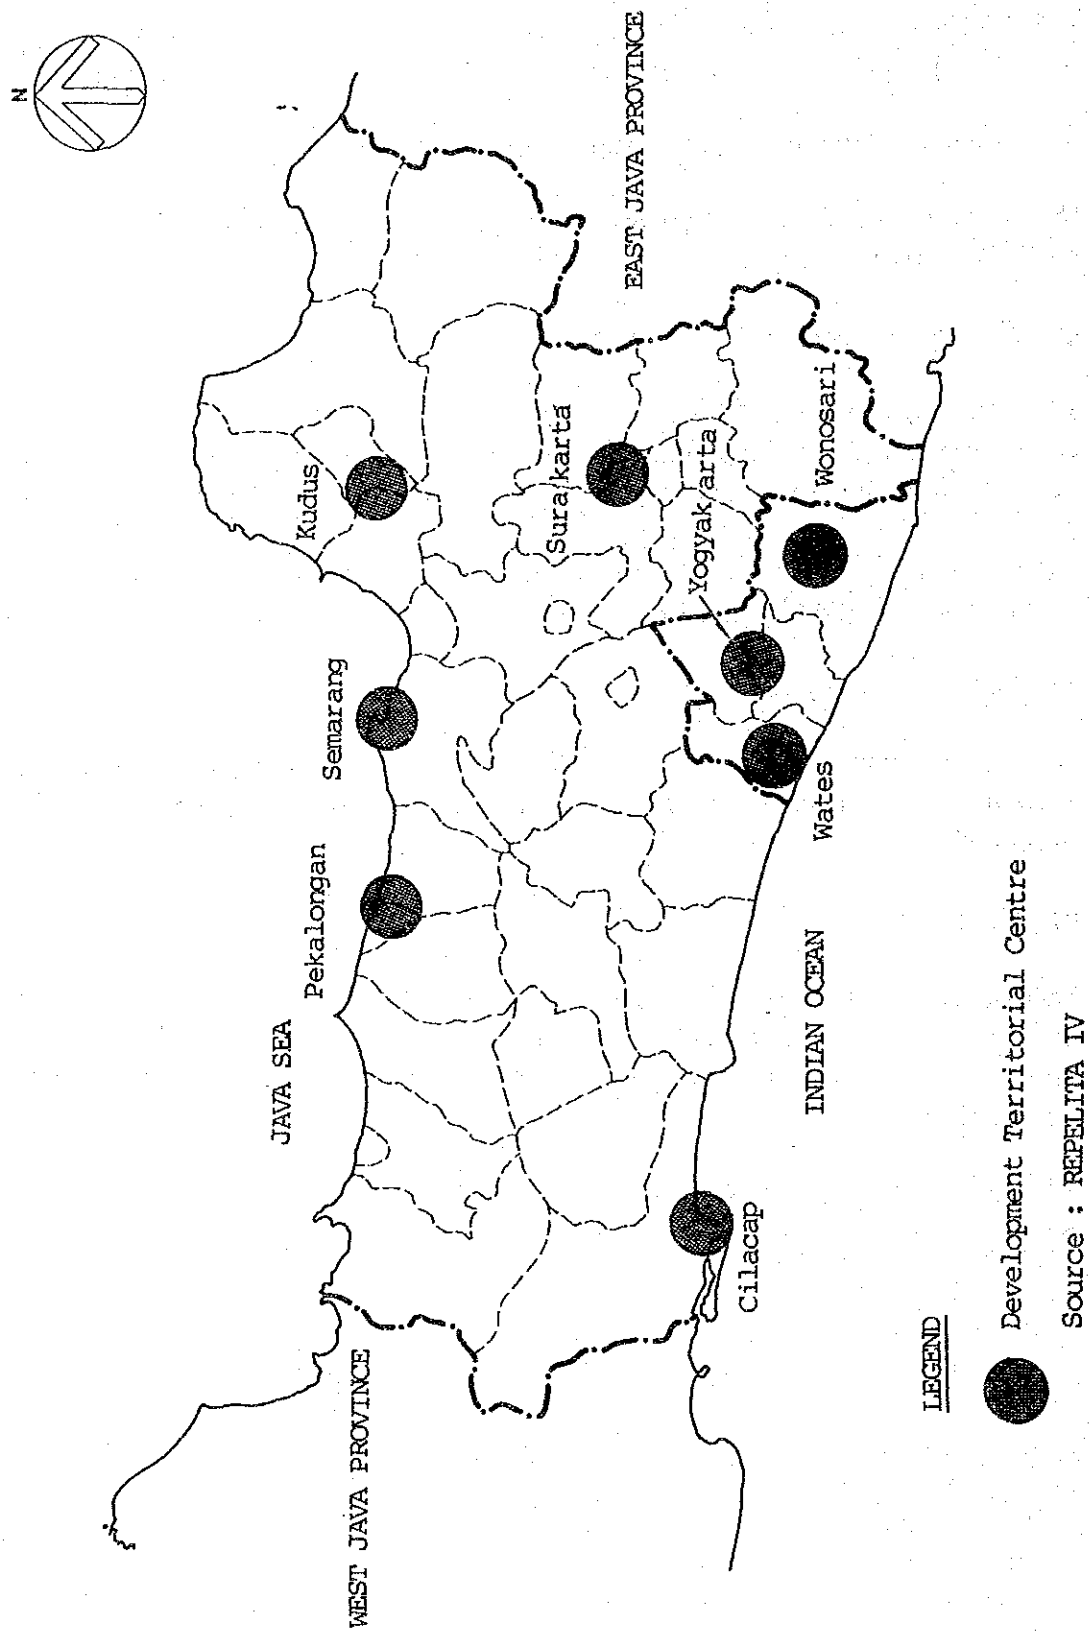 N
JAVA SEA
Pekalongan
Semarang
Kudus
WEST JAVA PROVINCE
Surakarta
EAST JAVA PROVINCE
Yogyakarta
Cilacap
Wates
Wonosari
INDIAN OCEAN
LEGEND
Development Territorial Centre
Source : REPELITA IV